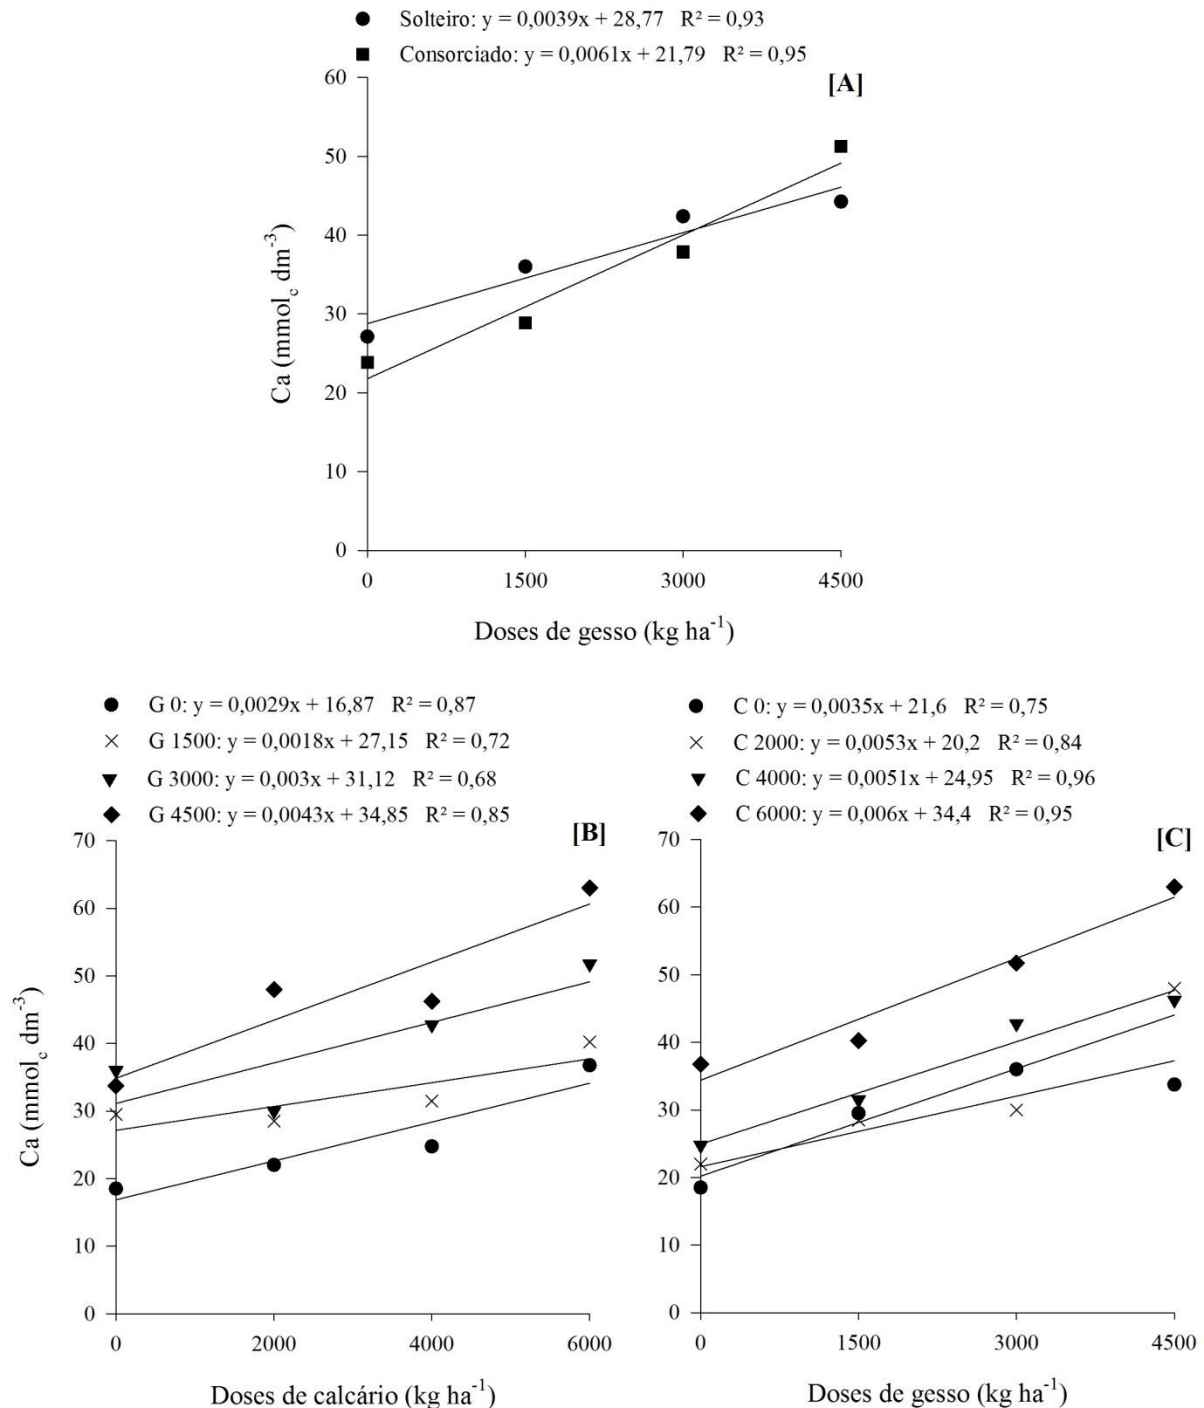 Solteiro: y = 0,0039x + 28,77 R² = 0,93
Consorciado: y = 0,0061x + 21,79 R² = 0,95
[A]
60
50
40
30
20
10
0
Ca (mmol_c dm⁻³)
0 1500 3000 4500
Doses de gesso (kg ha⁻¹)
G 0: y = 0,0029x + 16,87 R² = 0,87
G 1500: y = 0,0018x + 27,15 R² = 0,72
G 3000: y = 0,003x + 31,12 R² = 0,68
G 4500: y = 0,0043x + 34,85 R² = 0,85
[B]
70
60
50
40
30
20
10
0
Ca (mmol_c dm⁻³)
0 2000 4000 6000
Doses de calcário (kg ha⁻¹)
C 0: y = 0,0035x + 21,6 R² = 0,75
C 2000: y = 0,0053x + 20,2 R² = 0,84
C 4000: y = 0,0051x + 24,95 R² = 0,96
C 6000: y = 0,006x + 34,4 R² = 0,95
[C]
70
60
50
40
30
20
10
0
0 1500 3000 4500
Doses de gesso (kg ha⁻¹)